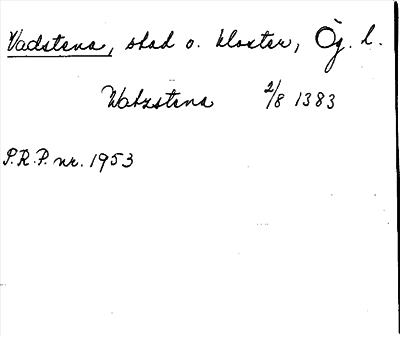 Vadstena, stad o. kloster, Ög. l.
Watzstena 2/8 1383
P.R.P. nr. 1953